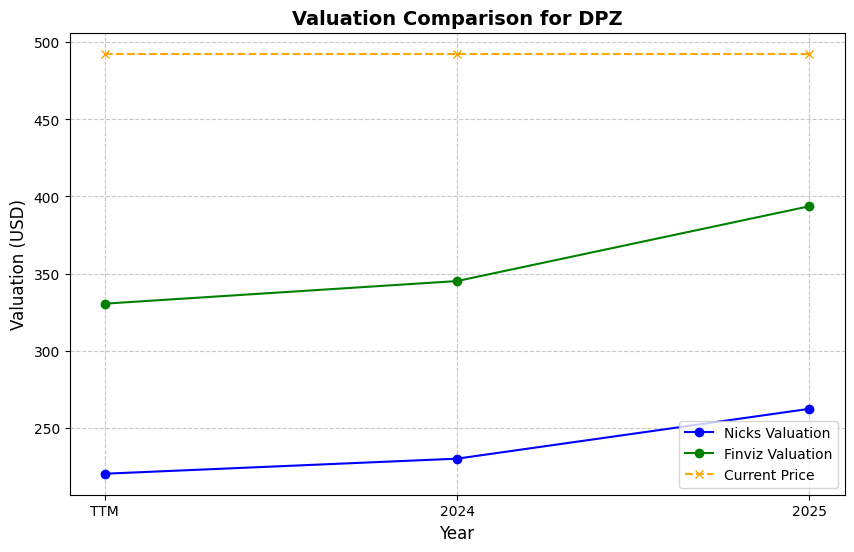 Valuation Comparison for DPZ
500
450
400
350
300
250
Valuation (USD)
Nicks Valuation
Finviz Valuation
Current Price
TTM
2024
2025
Year